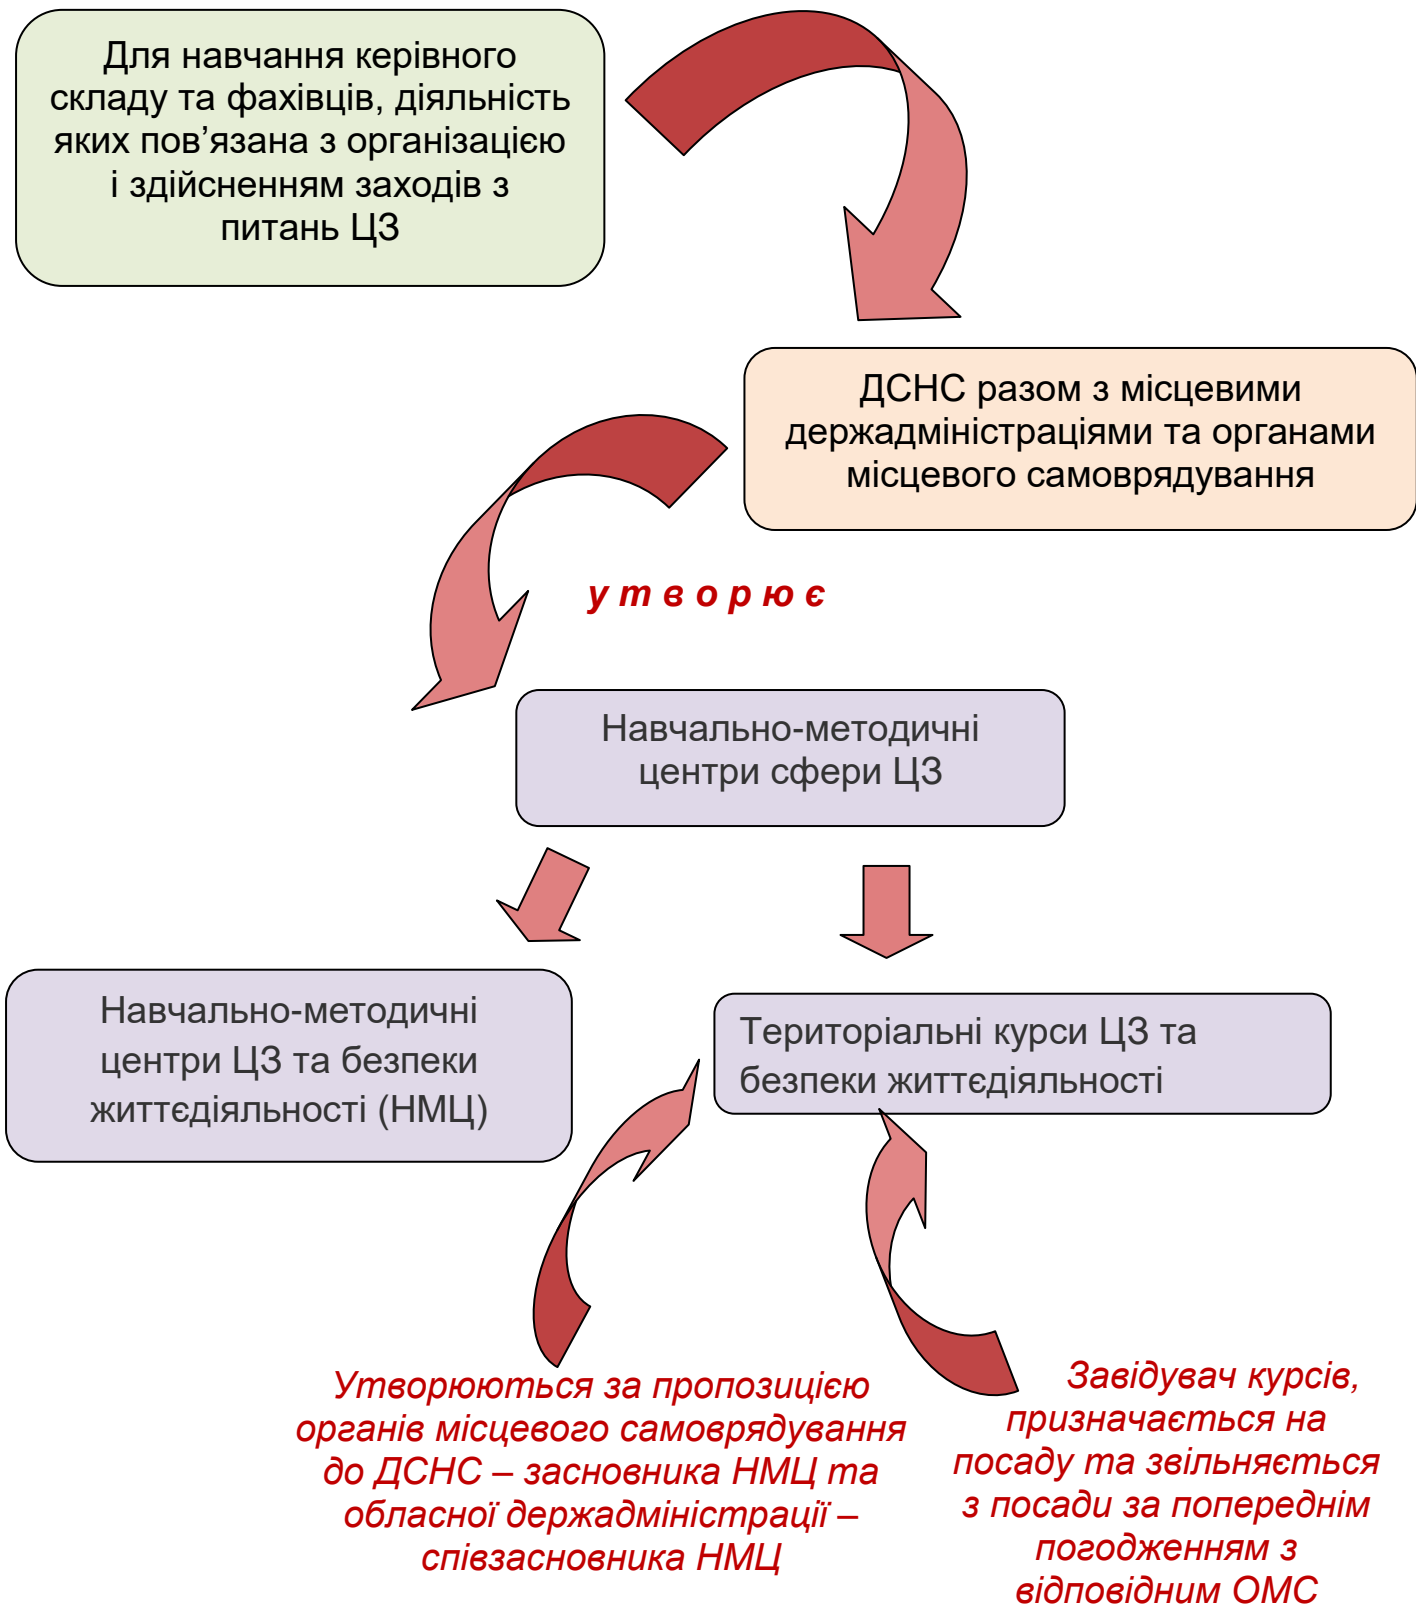 Для навчання керівного
складу та фахівців, діяльність
яких пов’язана з організацією
і здійсненням заходів з
питань ЦЗ
ДСНС разом з місцевими
держадміністраціями та органами
місцевого самоврядування
у т в о р ю є
Навчально-методичні
центри сфери ЦЗ
Навчально-методичні
центри ЦЗ та безпеки
життєдіяльності (НМЦ)
Територіальні курси ЦЗ та
безпеки життєдіяльності
Утворюються за пропозицією
органів місцевого самоврядування
до ДСНС – засновника НМЦ та
обласної держадміністрації –
співзасновника НМЦ
Завідувач курсів,
призначається на
посаду та звільняється
з посади за попереднім
погодженням з
відповідним ОМС